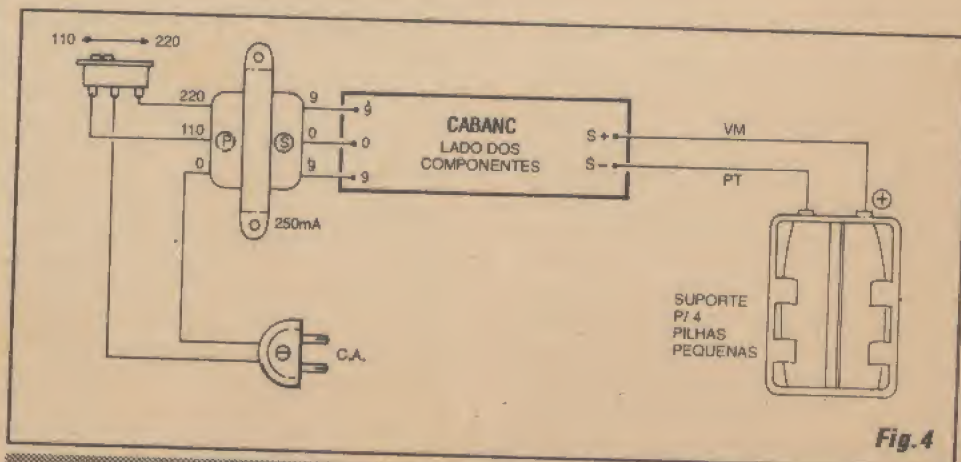 110 220
220
110
0
P
S
9
0
9
250mA
9
0
9
CABANC
LADO DOS
COMPONENTES
S+
S-
VM
PT
C.A.
SUPORTE
P/ 4
PILHAS
PEQUENAS
Fig.4